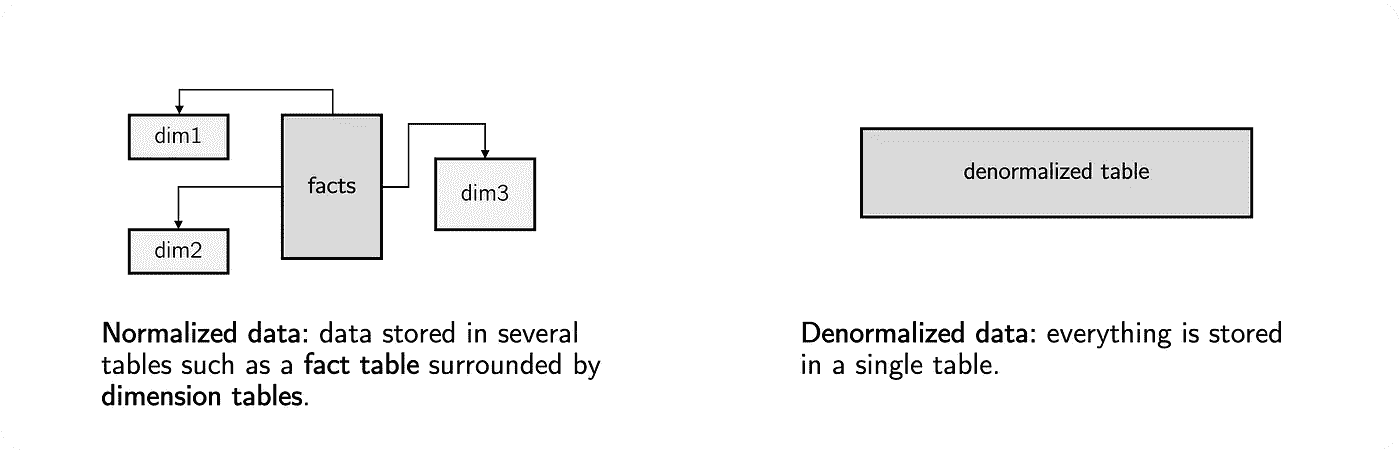 dim1
facts
dim3
dim2
denormalized table
Normalized data: data stored in several
tables such as a fact table surrounded by
dimension tables.
Denormalized data: everything is stored
in a single table.